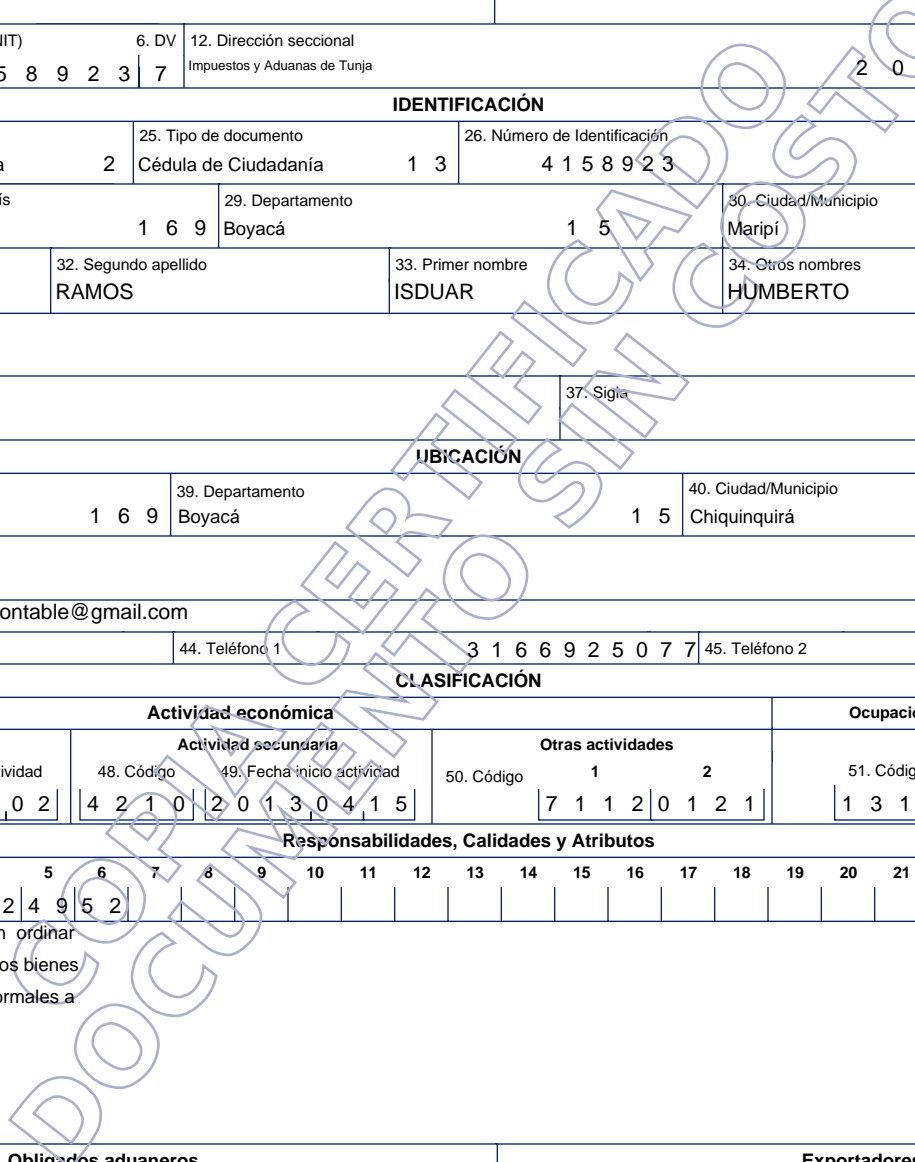 NIT) 6. DV 12. Dirección seccional
5 8 9 2 3 7 Impuestos y Aduanas de Tunja 2 0
IDENTIFICACIÓN
25. Tipo de documento 26. Número de Identificación
a 2 Cédula de Ciudadanía 1 3 4 1 5 8 9 2 3
ís 29. Departamento 30. Ciudad/Municipio
1 6 9 Boyacá 1 5 Maripí
32. Segundo apellido 33. Primer nombre 34. Otros nombres
RAMOS ISDUAR HUMBERTO
37. Sigla
UBICACIÓN
39. Departamento 40. Ciudad/Municipio
1 6 9 Boyacá 1 5 Chiquinquirá
ontable@gmail.com
44. Teléfono 1 3 1 6 6 9 2 5 0 7 7 45. Teléfono 2
CLASIFICACIÓN
Actividad económica Ocupació
Actividad secundaria Otras actividades
ividad 48. Código 49. Fecha inicio actividad 50. Código 1 2 51. Códig
0 2 4 2 1 0 2 0 1 3 0 4 1 5 7 1 1 2 0 1 2 1 1 3 1
Responsabilidades, Calidades y Atributos
5 6 7 8 9 10 11 12 13 14 15 16 17 18 19 20 21
2 4 9 5 2
n ordinar
os bienes
ormales a
Obligados aduaneros Exportadores
COPIA CERTIFICADO
DOCUMENTO SIN COSTO